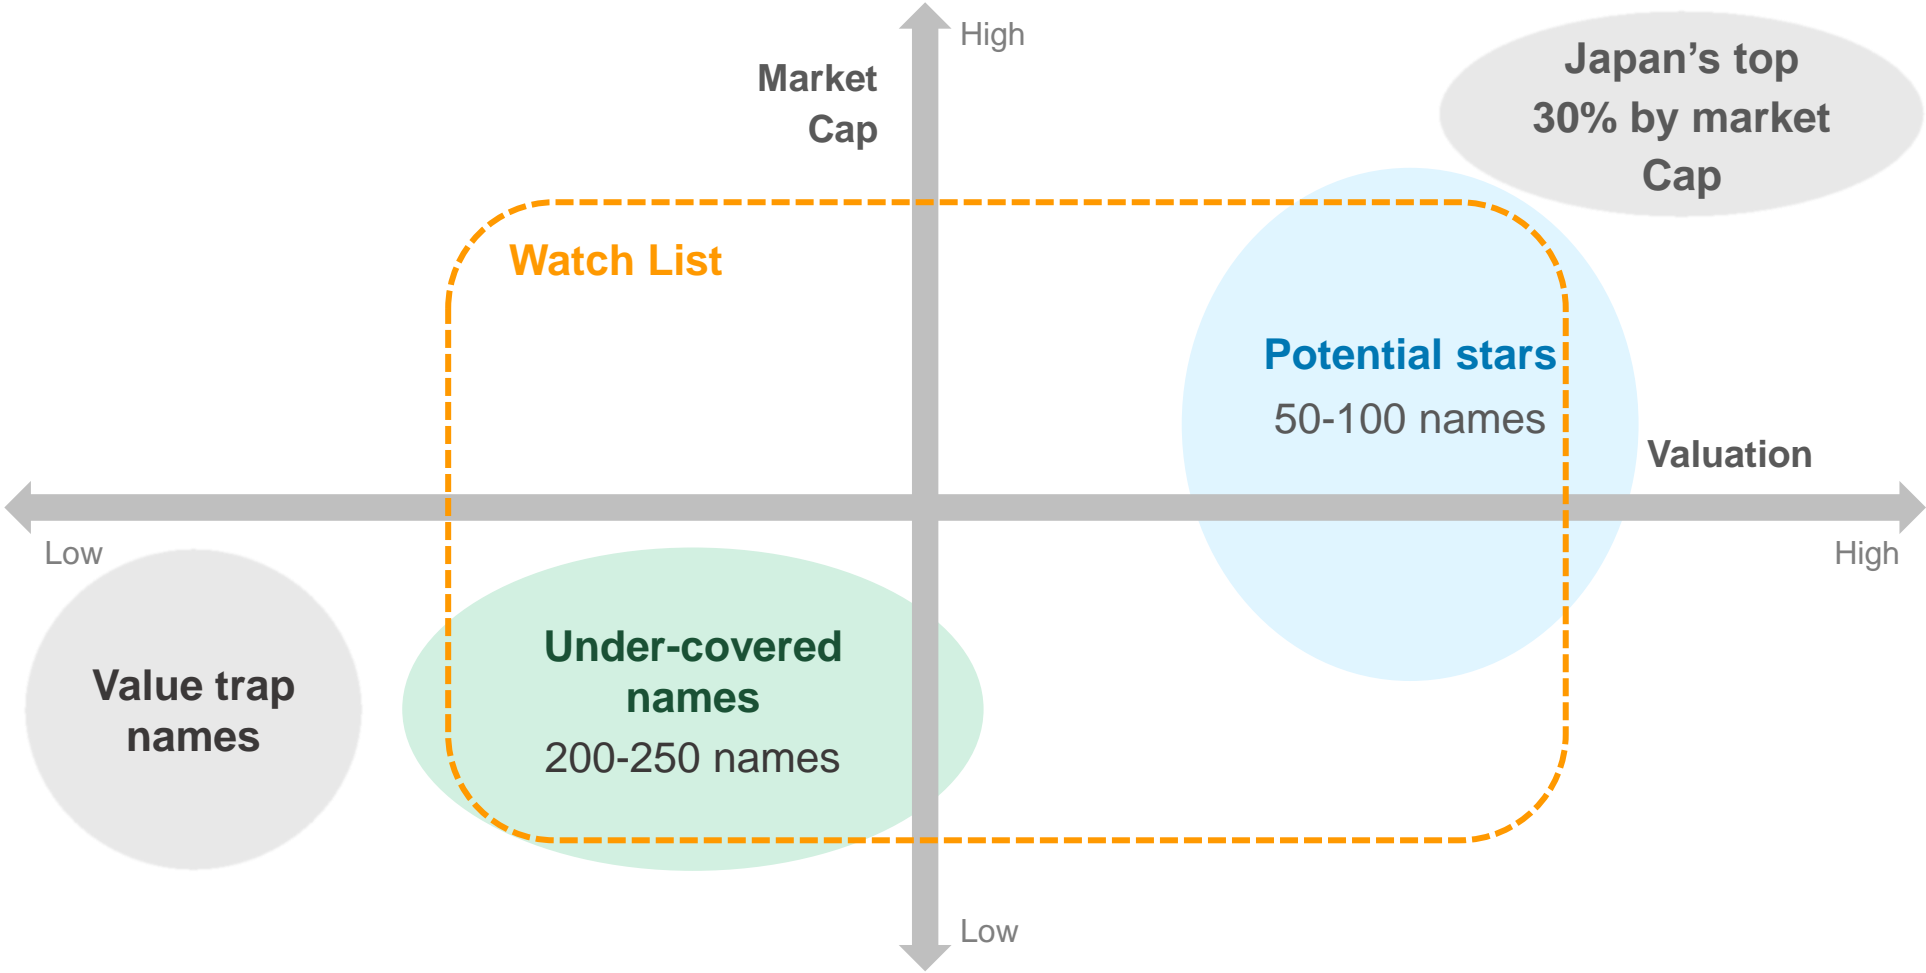 High
Market
Cap
Japan’s top
30% by market
Cap
Watch List
Potential stars
50-100 names
Valuation
Low
High
Under-covered
names
200-250 names
Value trap
names
Low